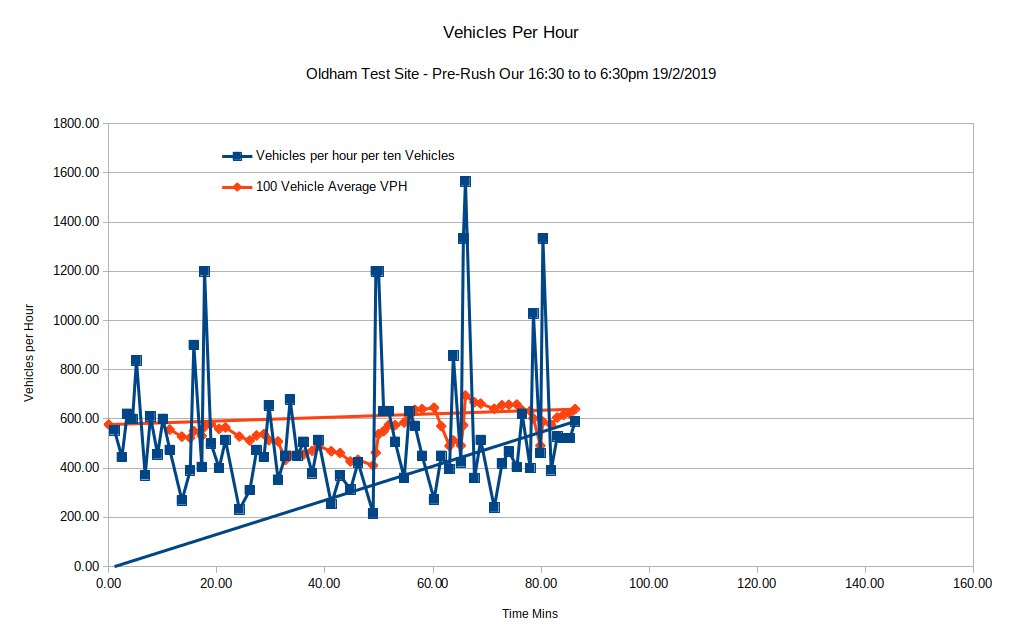 Vehicles Per Hour
Oldham Test Site - Pre-Rush Our 16:30 to to 6:30pm 19/2/2019
Vehicles per Hour
1800.00
1600.00
1400.00
1200.00
1000.00
800.00
600.00
400.00
200.00
0.00
Vehicles per hour per ten Vehicles
100 Vehicle Average VPH
0.00 20.00 40.00 60.00 80.00 100.00 120.00 140.00 160.00
Time Mins